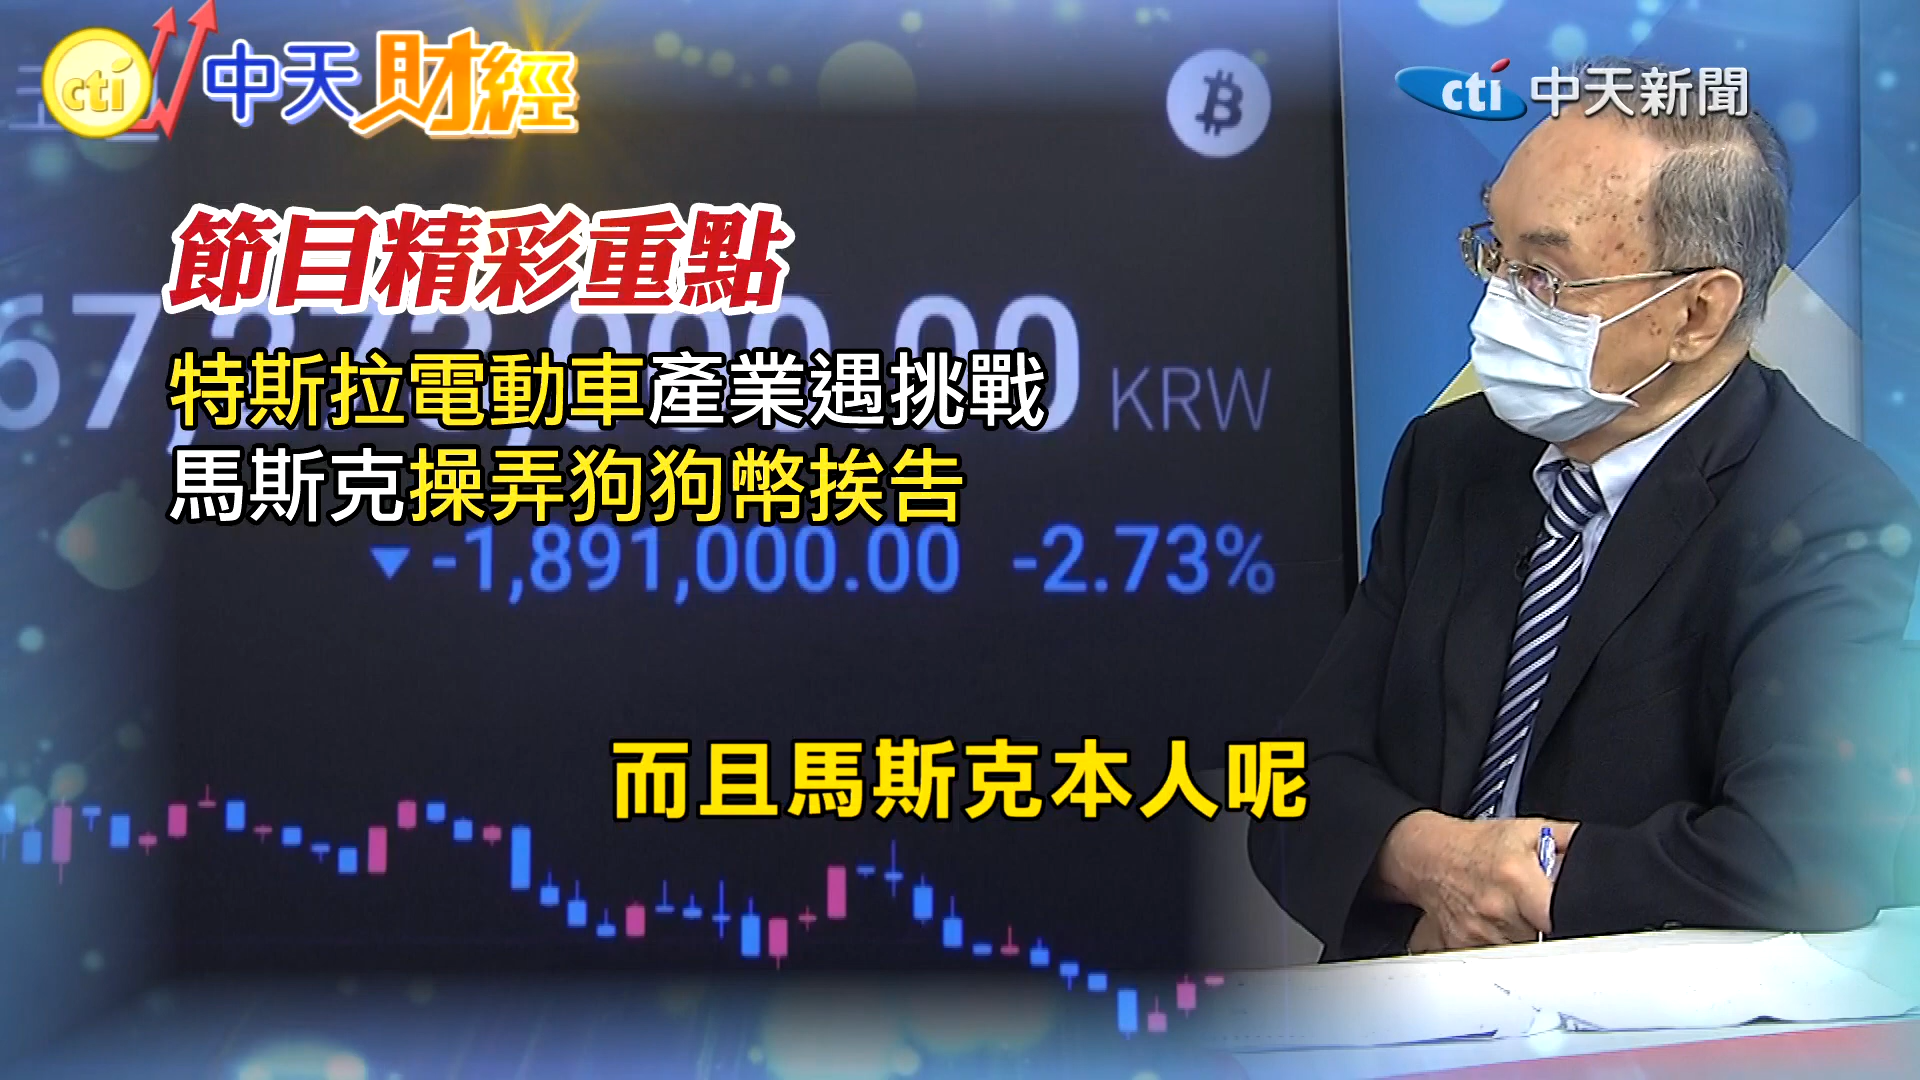 cti 中天財經
cti 中天新聞
節目精彩重點
特斯拉電動車產業遇挑戰
馬斯克操弄狗狗幣挨告
KRW
▼ -1,891,000.00 -2.73%
而且馬斯克本人呢